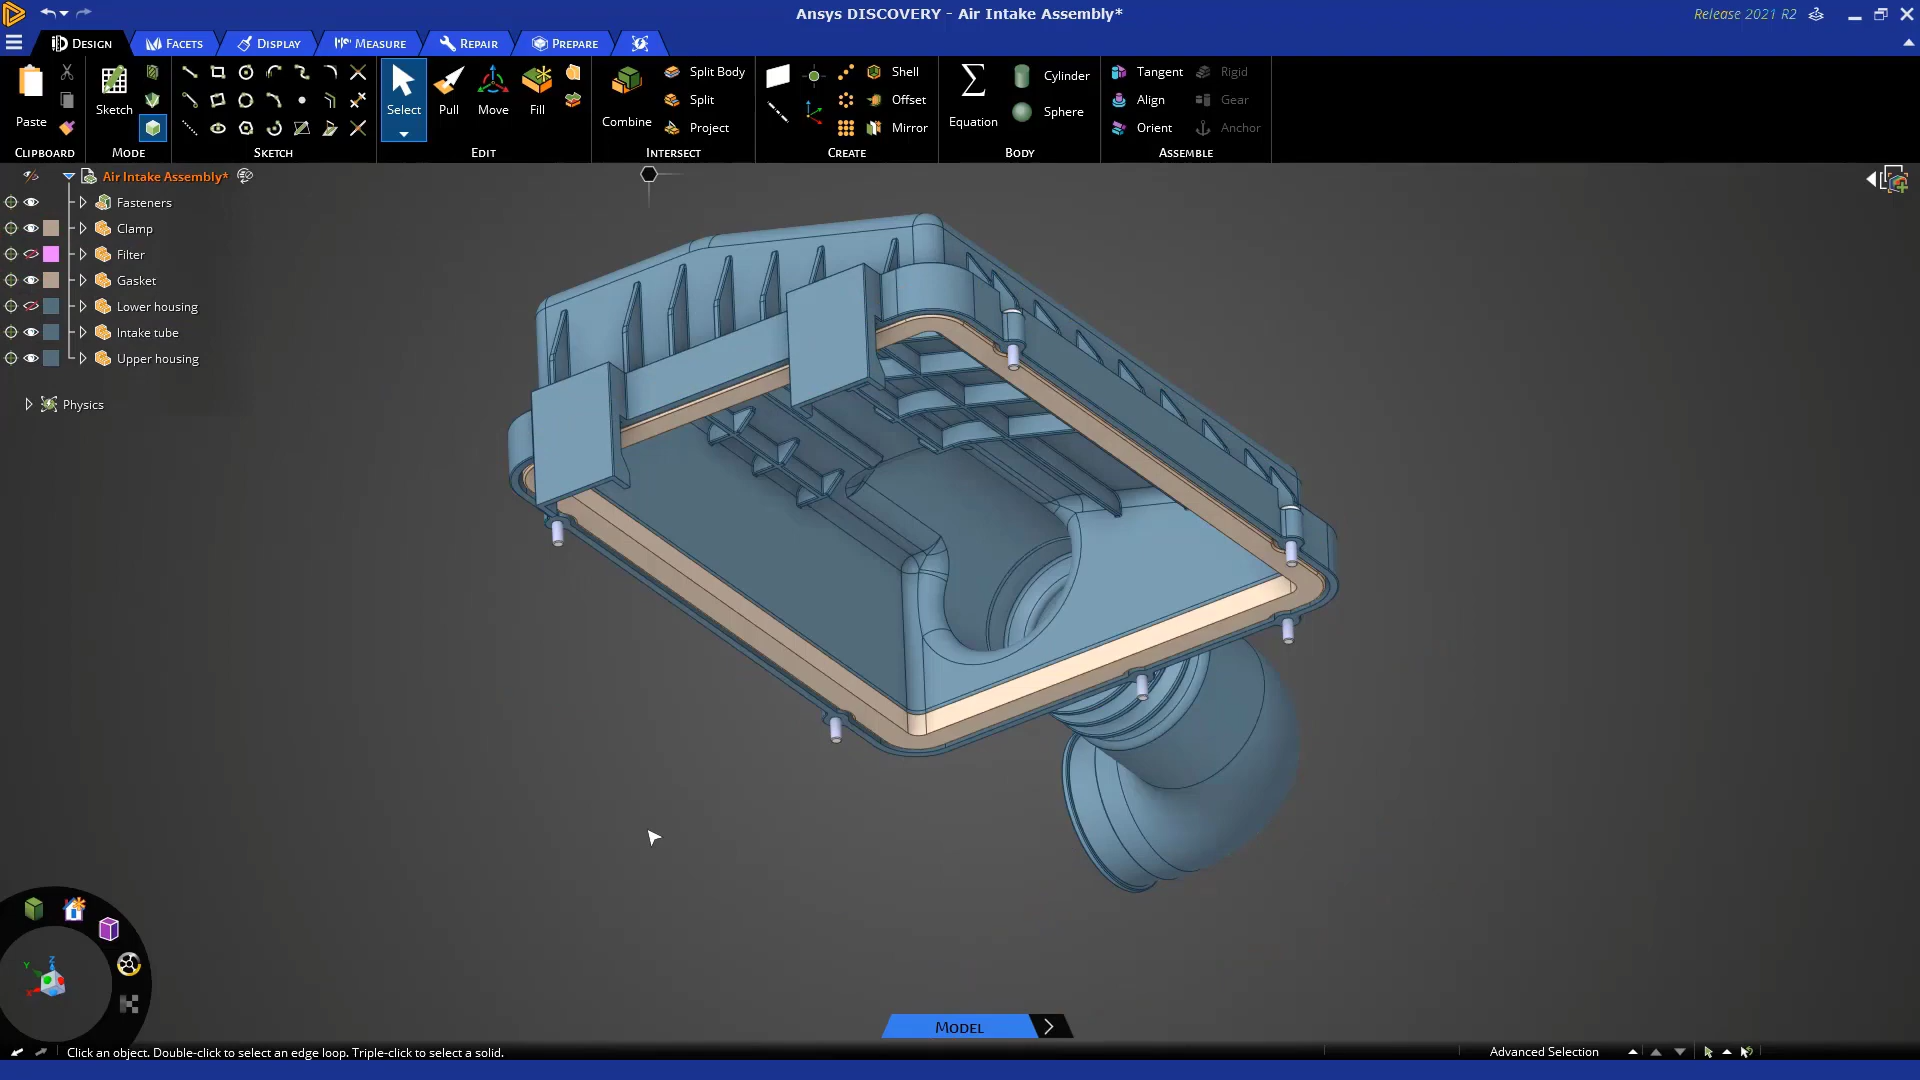 Ansys DISCOVERY - Air Intake Assembly*
Release 2021 R2
DESIGN
FACETS
DISPLAY
MEASURE
REPAIR
PREPARE
Paste
CLIPBOARD
Sketch
MODE
SKETCH
Select
Pull
Move
Fill
EDIT
Combine
Split Body
Split
Project
INTERSECT
Shell
Offset
Mirror
CREATE
Equation
Cylinder
Sphere
BODY
Tangent
Align
Orient
Rigid
Gear
Anchor
ASSEMBLE
Air Intake Assembly*
Fasteners
Clamp
Filter
Gasket
Lower housing
Intake tube
Upper housing
Physics
Y
Z
X
MODEL
Click an object. Double-click to select an edge loop. Triple-click to select a solid.
Advanced Selection